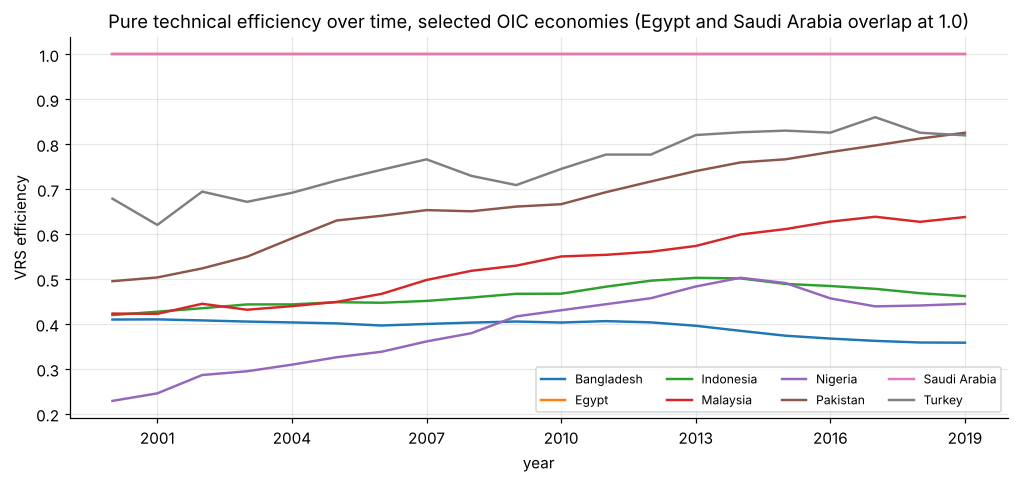 Pure technical efficiency over time, selected OIC economies (Egypt and Saudi Arabia overlap at 1.0)
VRS efficiency
1.0
0.9
0.8
0.7
0.6
0.5
0.4
0.3
0.2
Bangladesh Indonesia Nigeria Saudi Arabia
Egypt Malaysia Pakistan Turkey
2001 2004 2007 2010 2013 2016 2019
year